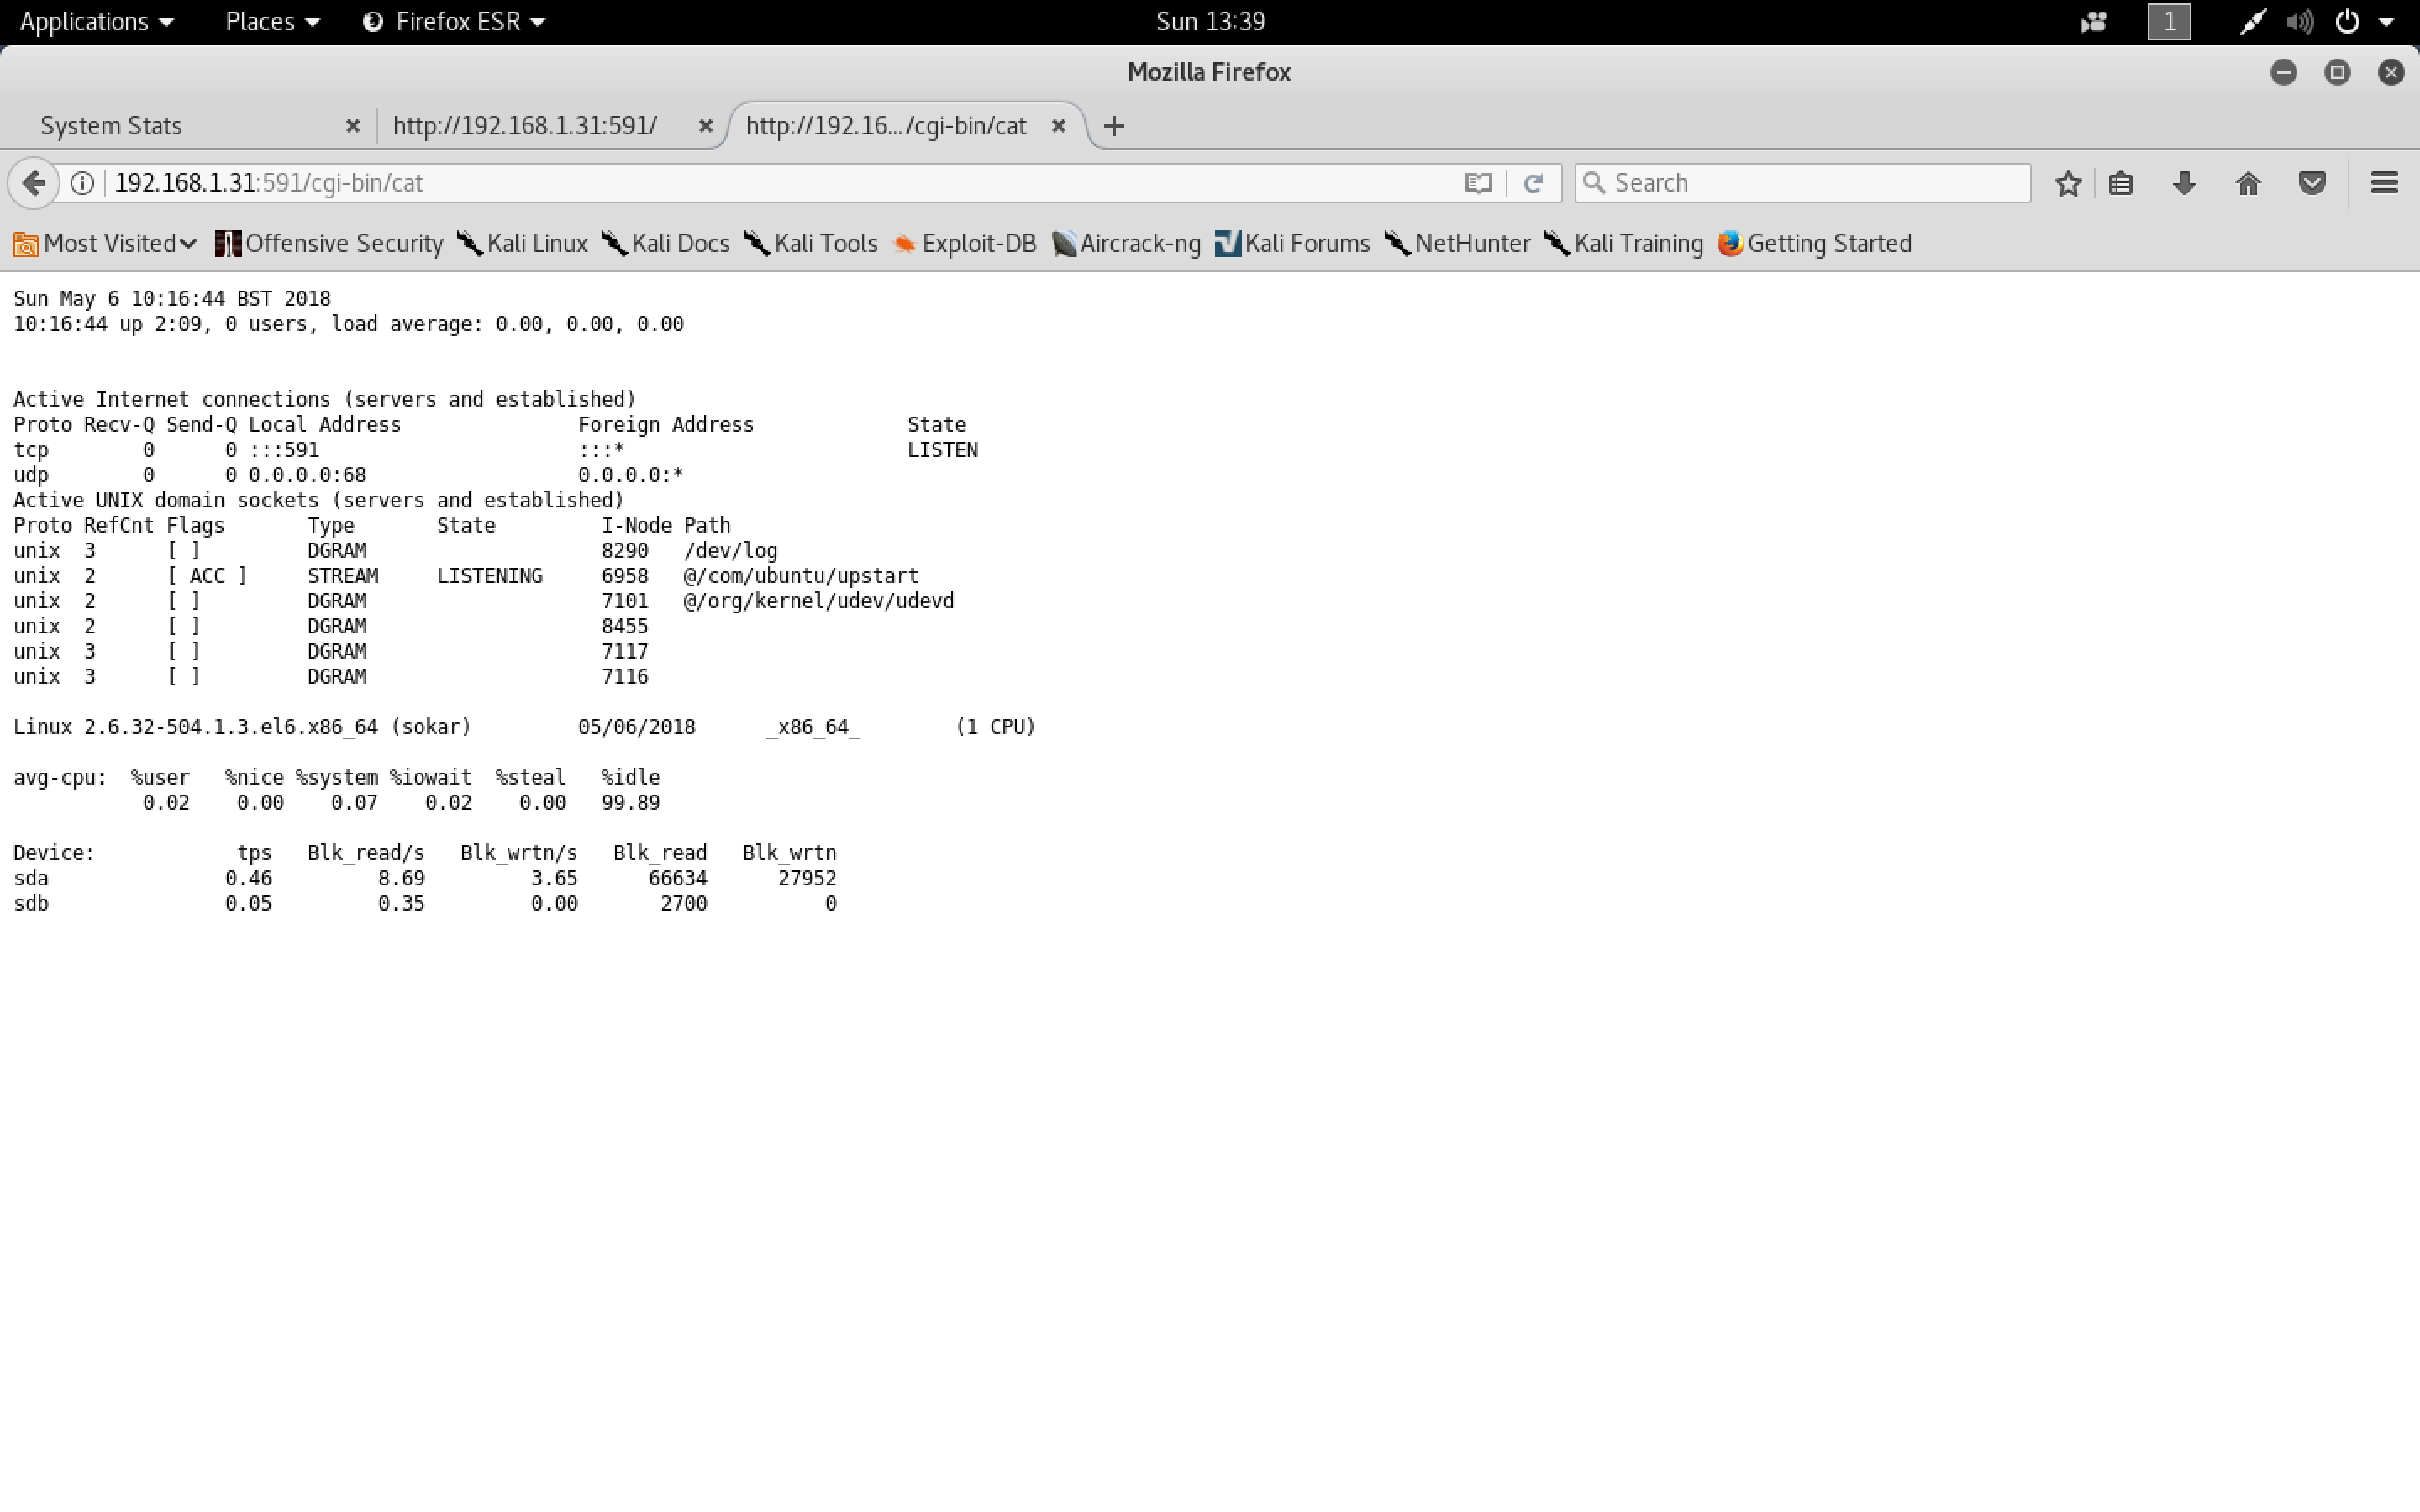 Applications Places Firefox ESR Sun 13:39 1
Mozilla Firefox
System Stats http://192.168.1.31:591/ http://192.16.../cgi-bin/cat
192.168.1.31:591/cgi-bin/cat Search
Most Visited Offensive Security Kali Linux Kali Docs Kali Tools Exploit-DB Aircrack-ng Kali Forums NetHunter Kali Training Getting Started
Sun May 6 10:16:44 BST 2018
10:16:44 up 2:09, 0 users, load average: 0.00, 0.00, 0.00
Active Internet connections (servers and established)
Proto Recv-Q Send-Q Local Address Foreign Address State
tcp 0 0 :::591 :::* LISTEN
udp 0 0 0.0.0.0:68 0.0.0.0:*
Active UNIX domain sockets (servers and established)
Proto RefCnt Flags Type State I-Node Path
unix 3 [ ] DGRAM 8290 /dev/log
unix 2 [ ACC ] STREAM LISTENING 6958 @/com/ubuntu/upstart
unix 2 [ ] DGRAM 7101 @/org/kernel/udev/udevd
unix 2 [ ] DGRAM 8455
unix 3 [ ] DGRAM 7117
unix 3 [ ] DGRAM 7116
Linux 2.6.32-504.1.3.el6.x86_64 (sokar) 05/06/2018 _x86_64_ (1 CPU)
avg-cpu: %user %nice %system %iowait %steal %idle
0.02 0.00 0.07 0.02 0.00 99.89
Device: tps Blk_read/s Blk_wrtn/s Blk_read Blk_wrtn
sda 0.46 8.69 3.65 66634 27952
sdb 0.05 0.35 0.00 2700 0